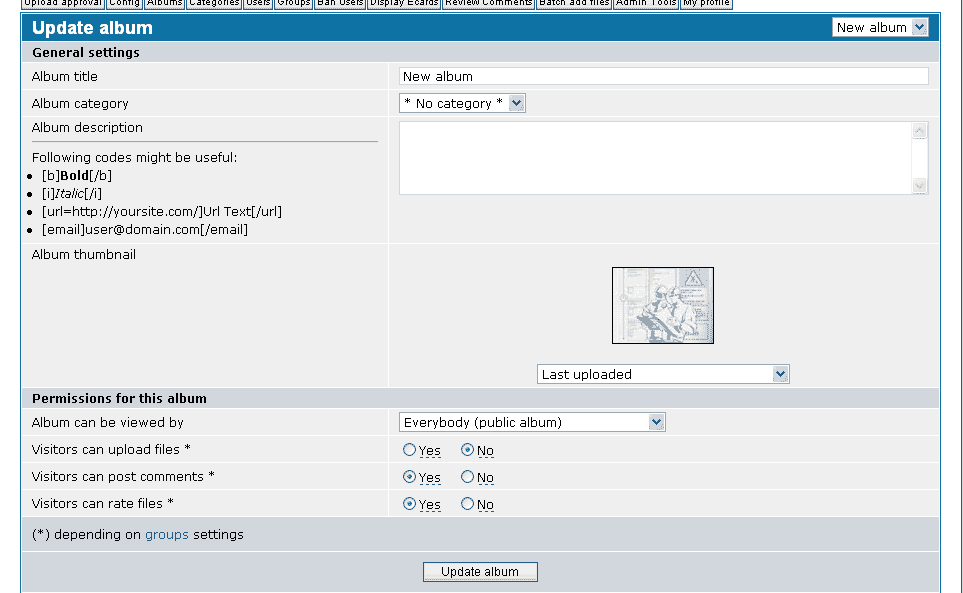 Upload approval Config Albums Categories Users Groups Ban Users Display Ecards Review Comments Batch add files Admin Tools My profile
Update album New album
General settings
Album title New album
Album category * No category *
Album description
Following codes might be useful:
• [b]Bold[/b]
• [i]Italic[/i]
• [url=http://yoursite.com/]Url Text[/url]
• [email]user@domain.com[/email]
Album thumbnail
Last uploaded
Permissions for this album
Album can be viewed by Everybody (public album)
Visitors can upload files * Yes No
Visitors can post comments * Yes No
Visitors can rate files * Yes No
(*) depending on groups settings
Update album